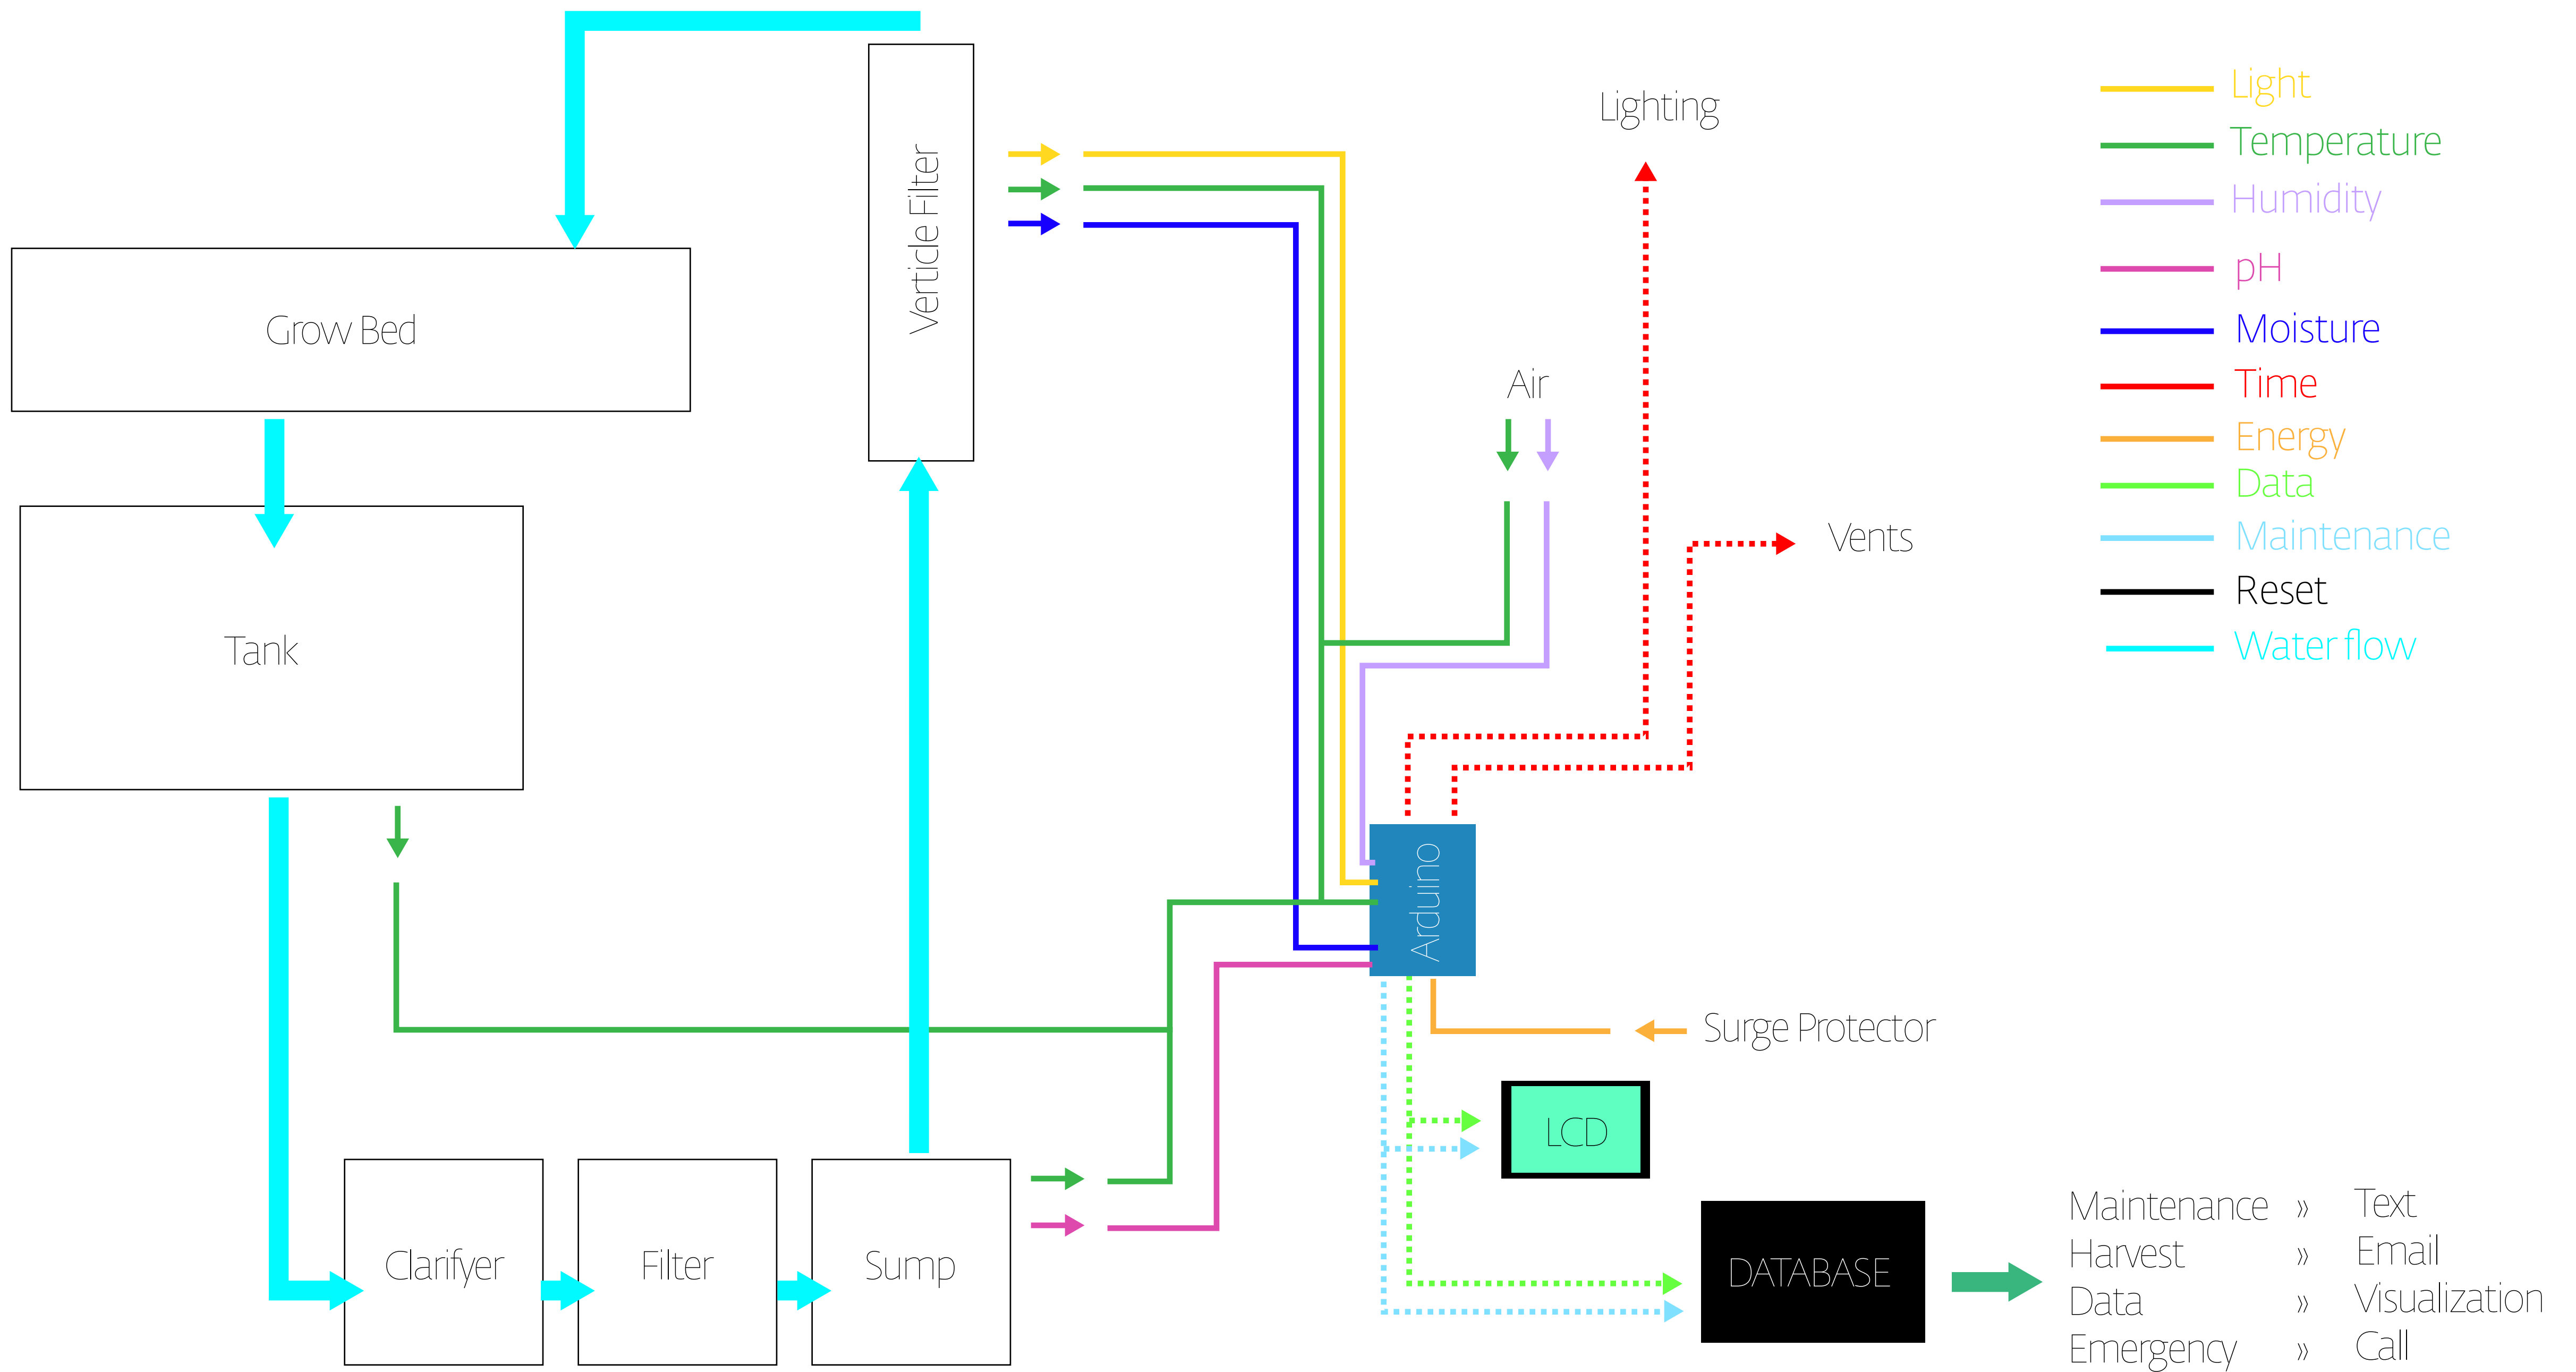 Lighting
Light
Temperature
Humidity
pH
Moisture
Time
Energy
Data
Maintenance
Reset
Water flow
Verticle Filter
Grow Bed
Air
Vents
Tank
Arduino
Surge Protector
LCD
Clarifyer
Filter
Sump
DATABASE
Maintenance » Text
Harvest » Email
Data » Visualization
Emergency » Call